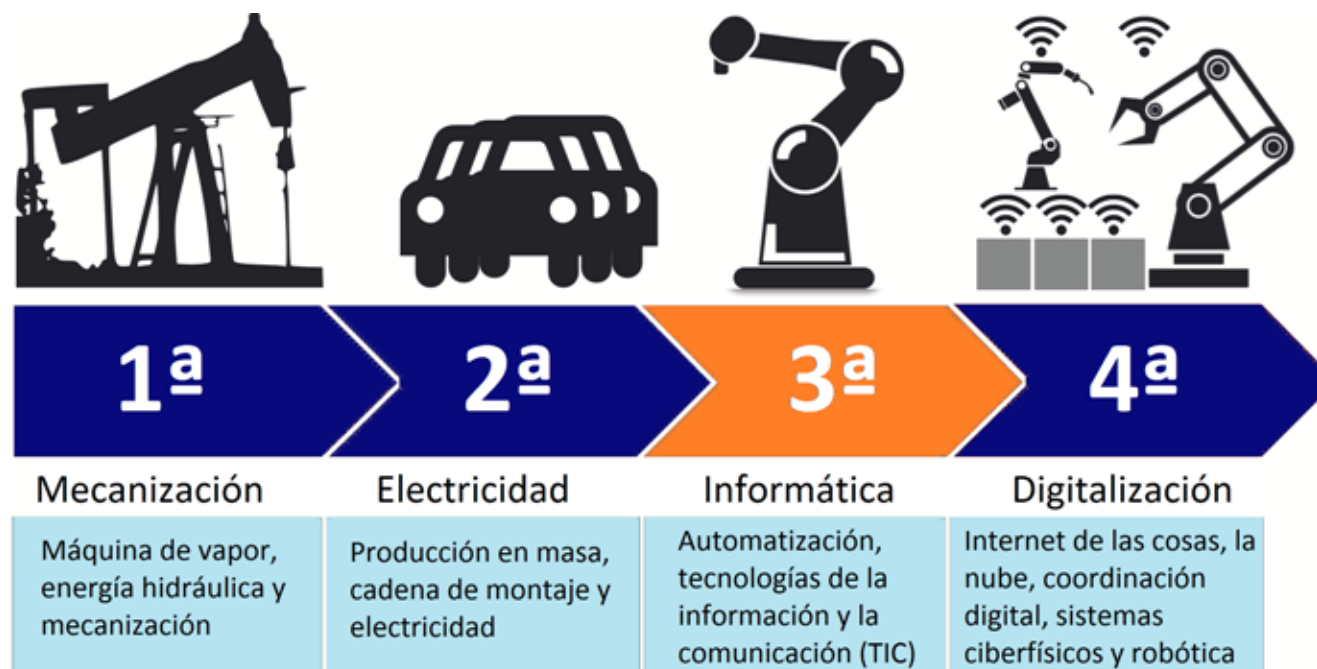 1ª
2ª
3ª
4ª
Mecanización
Electricidad
Informática
Digitalización
Máquina de vapor,
energía hidráulica y
mecanización
Producción en masa,
cadena de montaje y
electricidad
Automatización,
tecnologías de la
información y la
comunicación (TIC)
Internet de las cosas, la
nube, coordinación
digital, sistemas
ciberfísicos y robótica